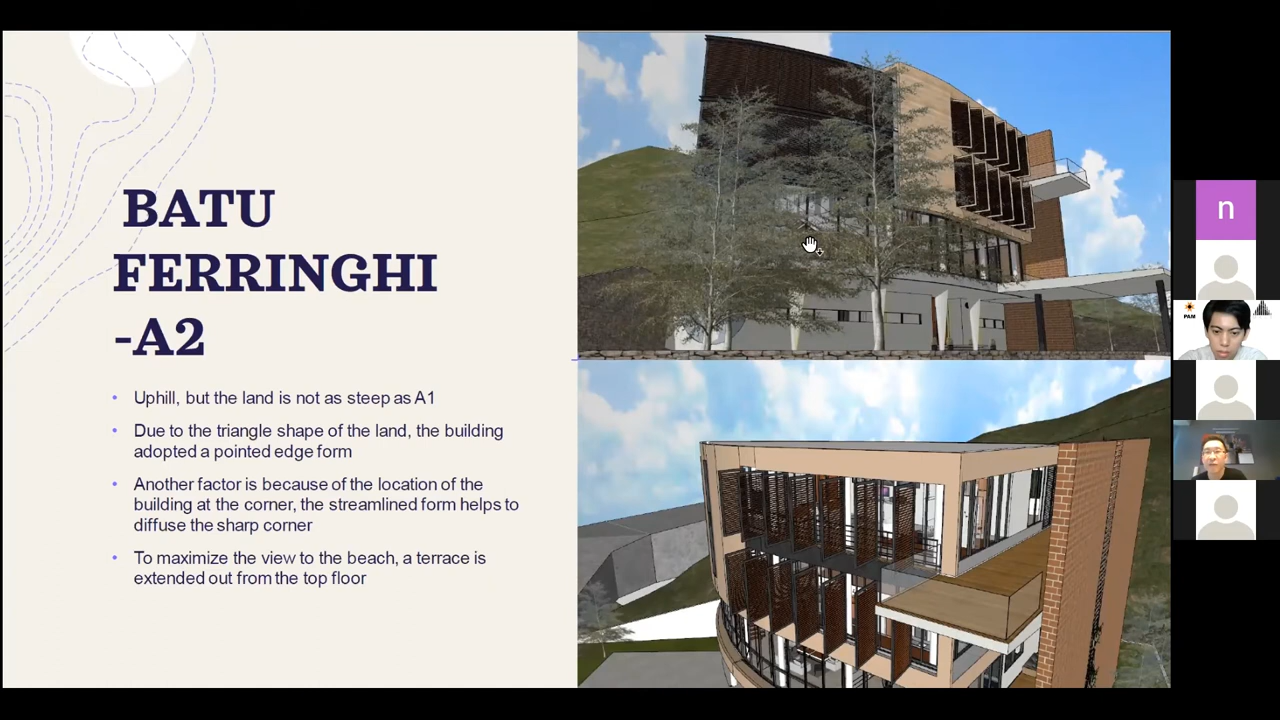 BATU
FERRINGHI
-A2
• Uphill, but the land is not as steep as A1
• Due to the triangle shape of the land, the building
adopted a pointed edge form
• Another factor is because of the location of the
building at the corner, the streamlined form helps to
diffuse the sharp corner
• To maximize the view to the beach, a terrace is
extended out from the top floor
n
PAM